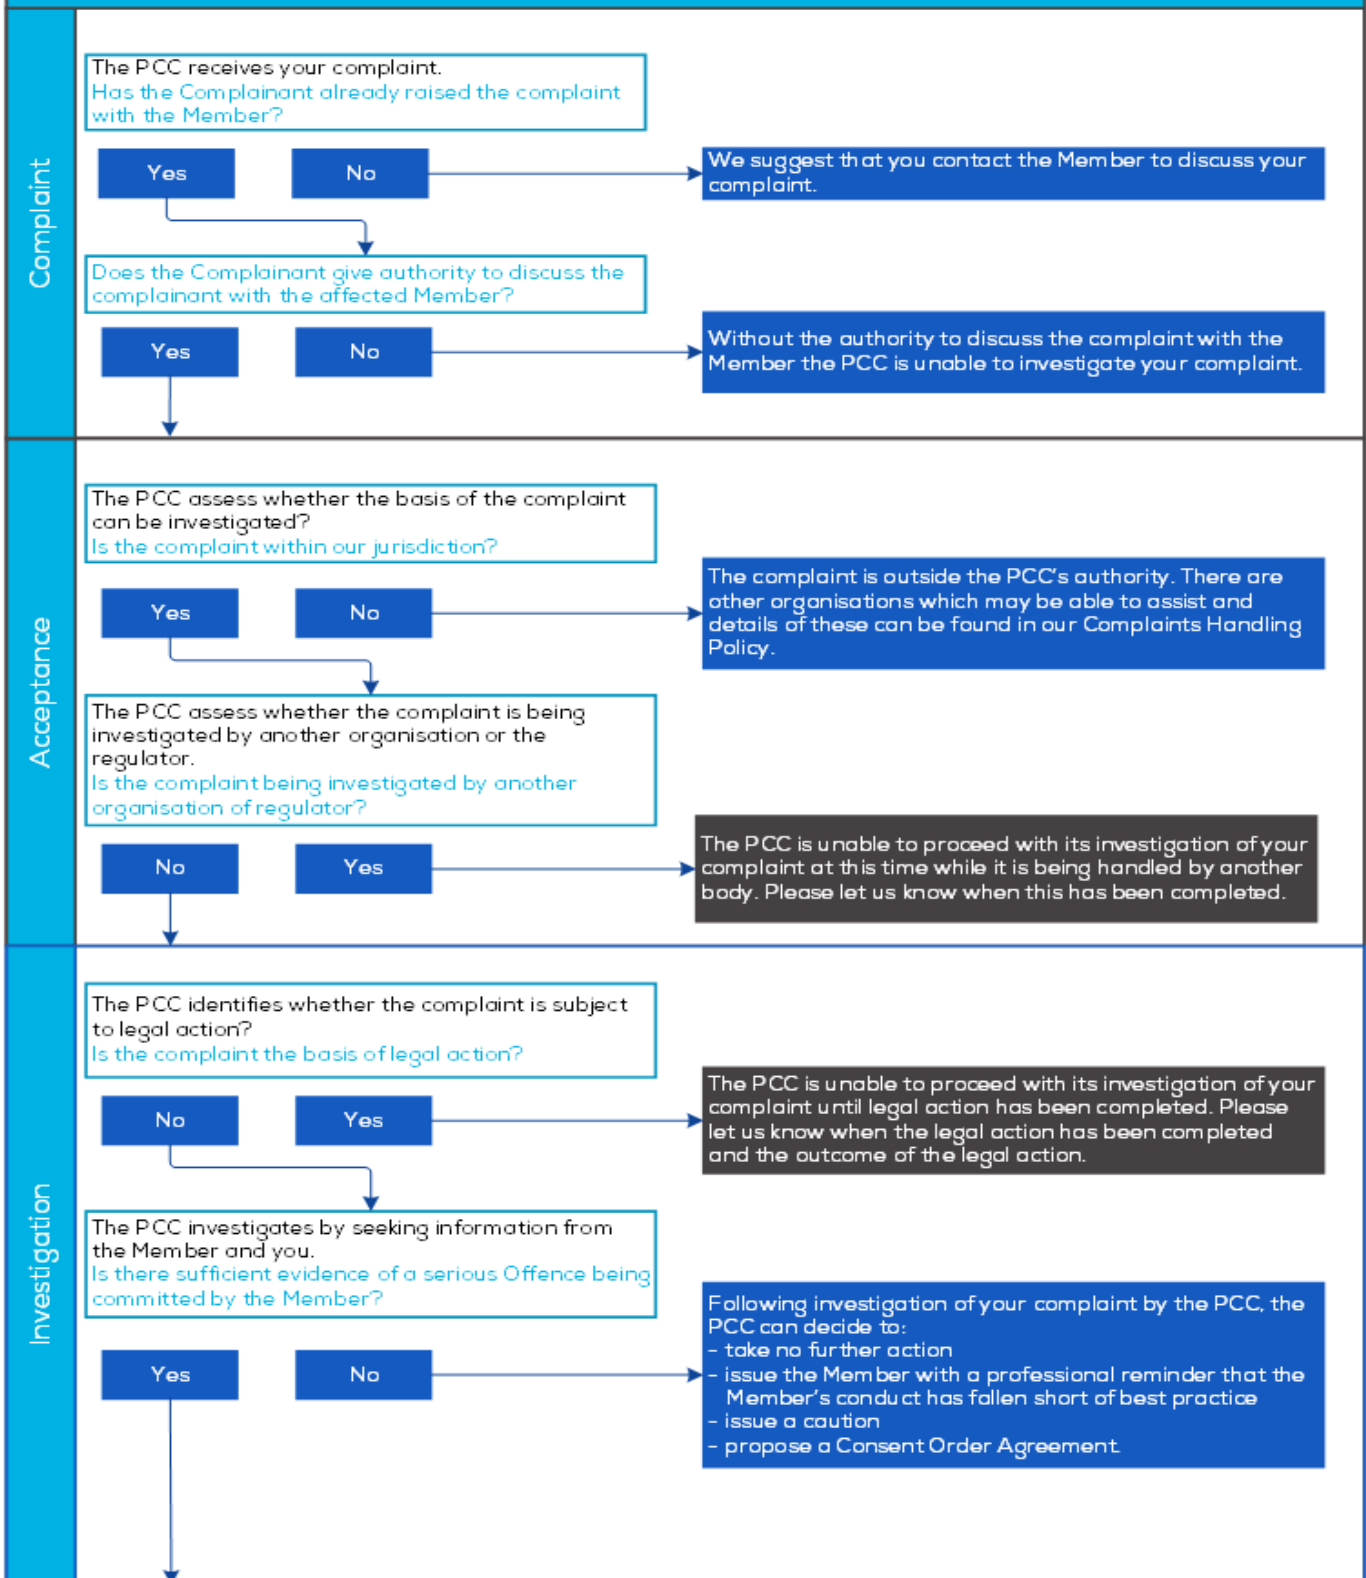 Complaint
The PCC receives your complaint.
Has the Complainant already raised the complaint
with the Member?
Yes
No
We suggest that you contact the Member to discuss your
complaint.
Does the Complainant give authority to discuss the
complainant with the affected Member?
Yes
No
Without the authority to discuss the complaint with the
Member the PCC is unable to investigate your complaint.
Acceptance
The PCC assess whether the basis of the complaint
can be investigated?
Is the complaint within our jurisdiction?
Yes
No
The complaint is outside the PCC's authority. There are
other organisations which may be able to assist and
details of these can be found in our Complaints Handling
Policy.
The PCC assess whether the complaint is being
investigated by another organisation or the
regulator.
Is the complaint being investigated by another
organisation of regulator?
No
Yes
The PCC is unable to proceed with its investigation of your
complaint at this time while it is being handled by another
body. Please let us know when this has been completed.
Investigation
The PCC identifies whether the complaint is subject
to legal action?
Is the complaint the basis of legal action?
No
Yes
The PCC is unable to proceed with its investigation of your
complaint until legal action has been completed. Please
let us know when the legal action has been completed
and the outcome of the legal action.
The PCC investigates by seeking information from
the Member and you.
Is there sufficient evidence of a serious Offence being
committed by the Member?
Yes
No
Following investigation of your complaint by the PCC, the
PCC can decide to:
- take no further action
- issue the Member with a professional reminder that the
Member's conduct has fallen short of best practice
- issue a caution
- propose a Consent Order Agreement.